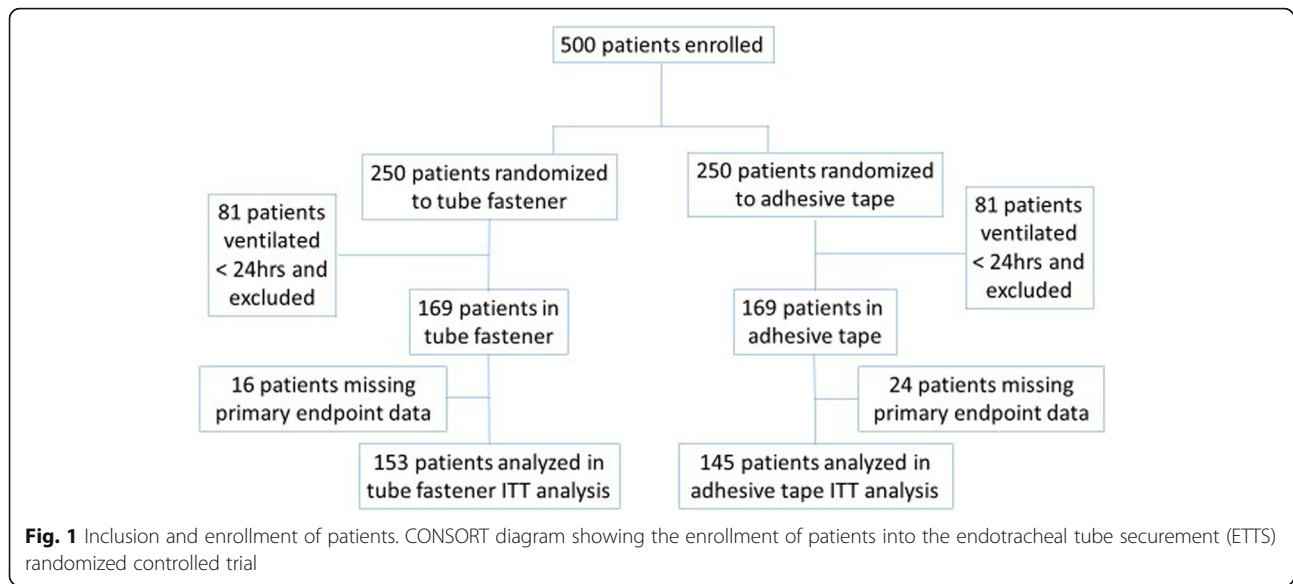 500 patients enrolled
250 patients randomized
to tube fastener
250 patients randomized
to adhesive tape
81 patients
ventilated
< 24hrs and
excluded
81 patients
ventilated
< 24hrs and
excluded
169 patients in
tube fastener
169 patients in
adhesive tape
16 patients missing
primary endpoint data
24 patients missing
primary endpoint data
153 patients analyzed in
tube fastener ITT analysis
145 patients analyzed in
adhesive tape ITT analysis
Fig. 1 Inclusion and enrollment of patients. CONSORT diagram showing the enrollment of patients into the endotracheal tube securement (ETTS)
randomized controlled trial